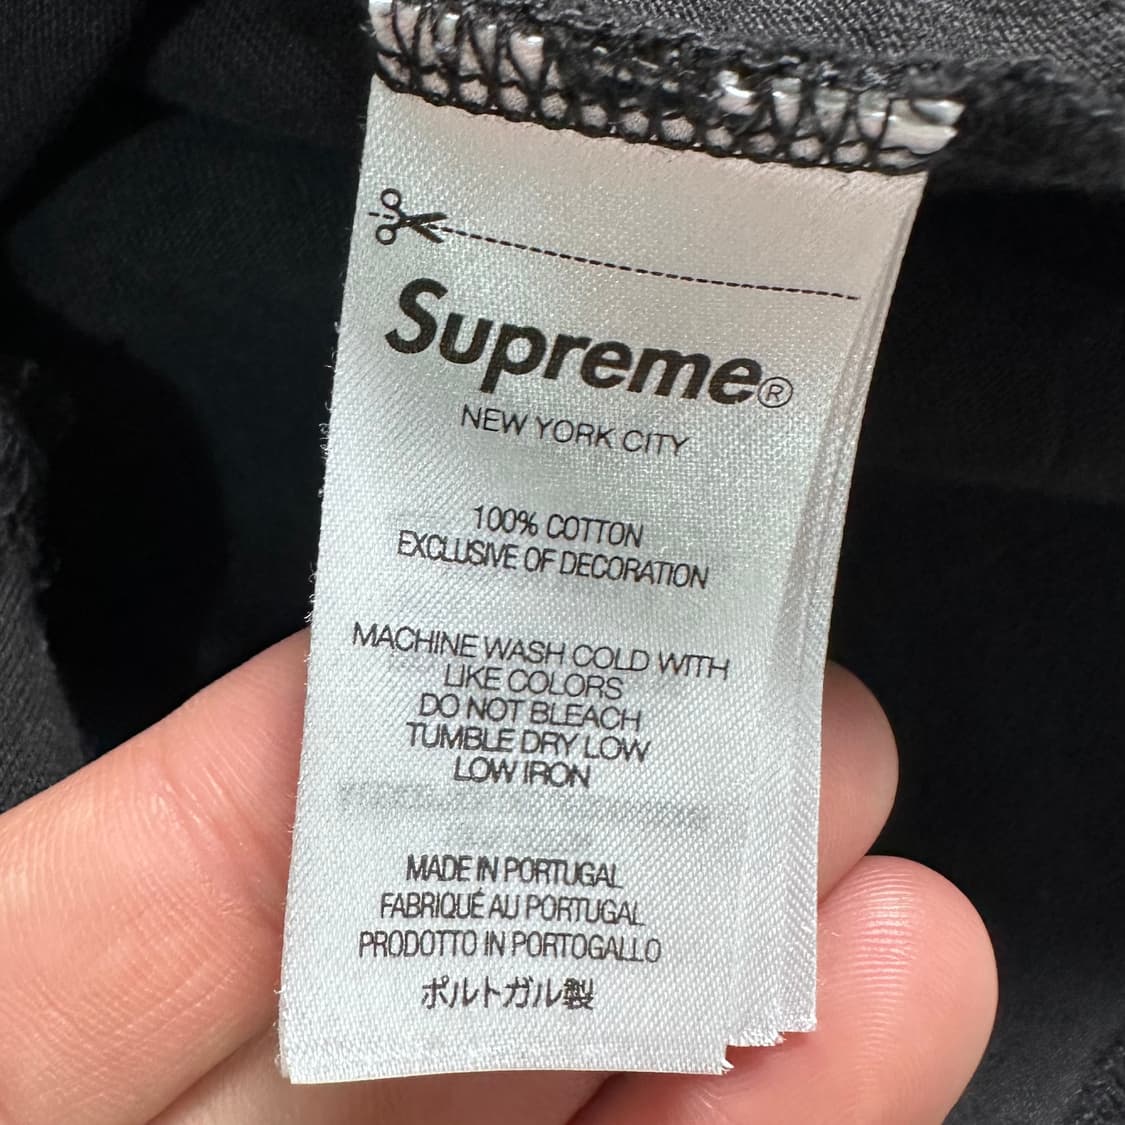 Supreme®
NEW YORK CITY
100% COTTON
EXCLUSIVE OF DECORATION
MACHINE WASH COLD WITH
LIKE COLORS
DO NOT BLEACH
TUMBLE DRY LOW
LOW IRON
MADE IN PORTUGAL
FABRIQUÉ AU PORTUGAL
PRODOTTO IN PORTOGALLO
ポルトガル製